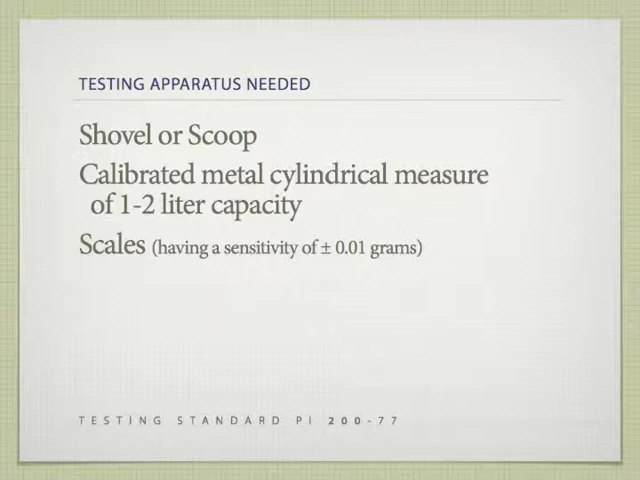 TESTING APPARATUS NEEDED
Shovel or Scoop
Calibrated metal cylindrical measure
of 1-2 liter capacity
Scales (having a sensitivity of ± 0.01 grams)
TESTING STANDARD PI 200-77